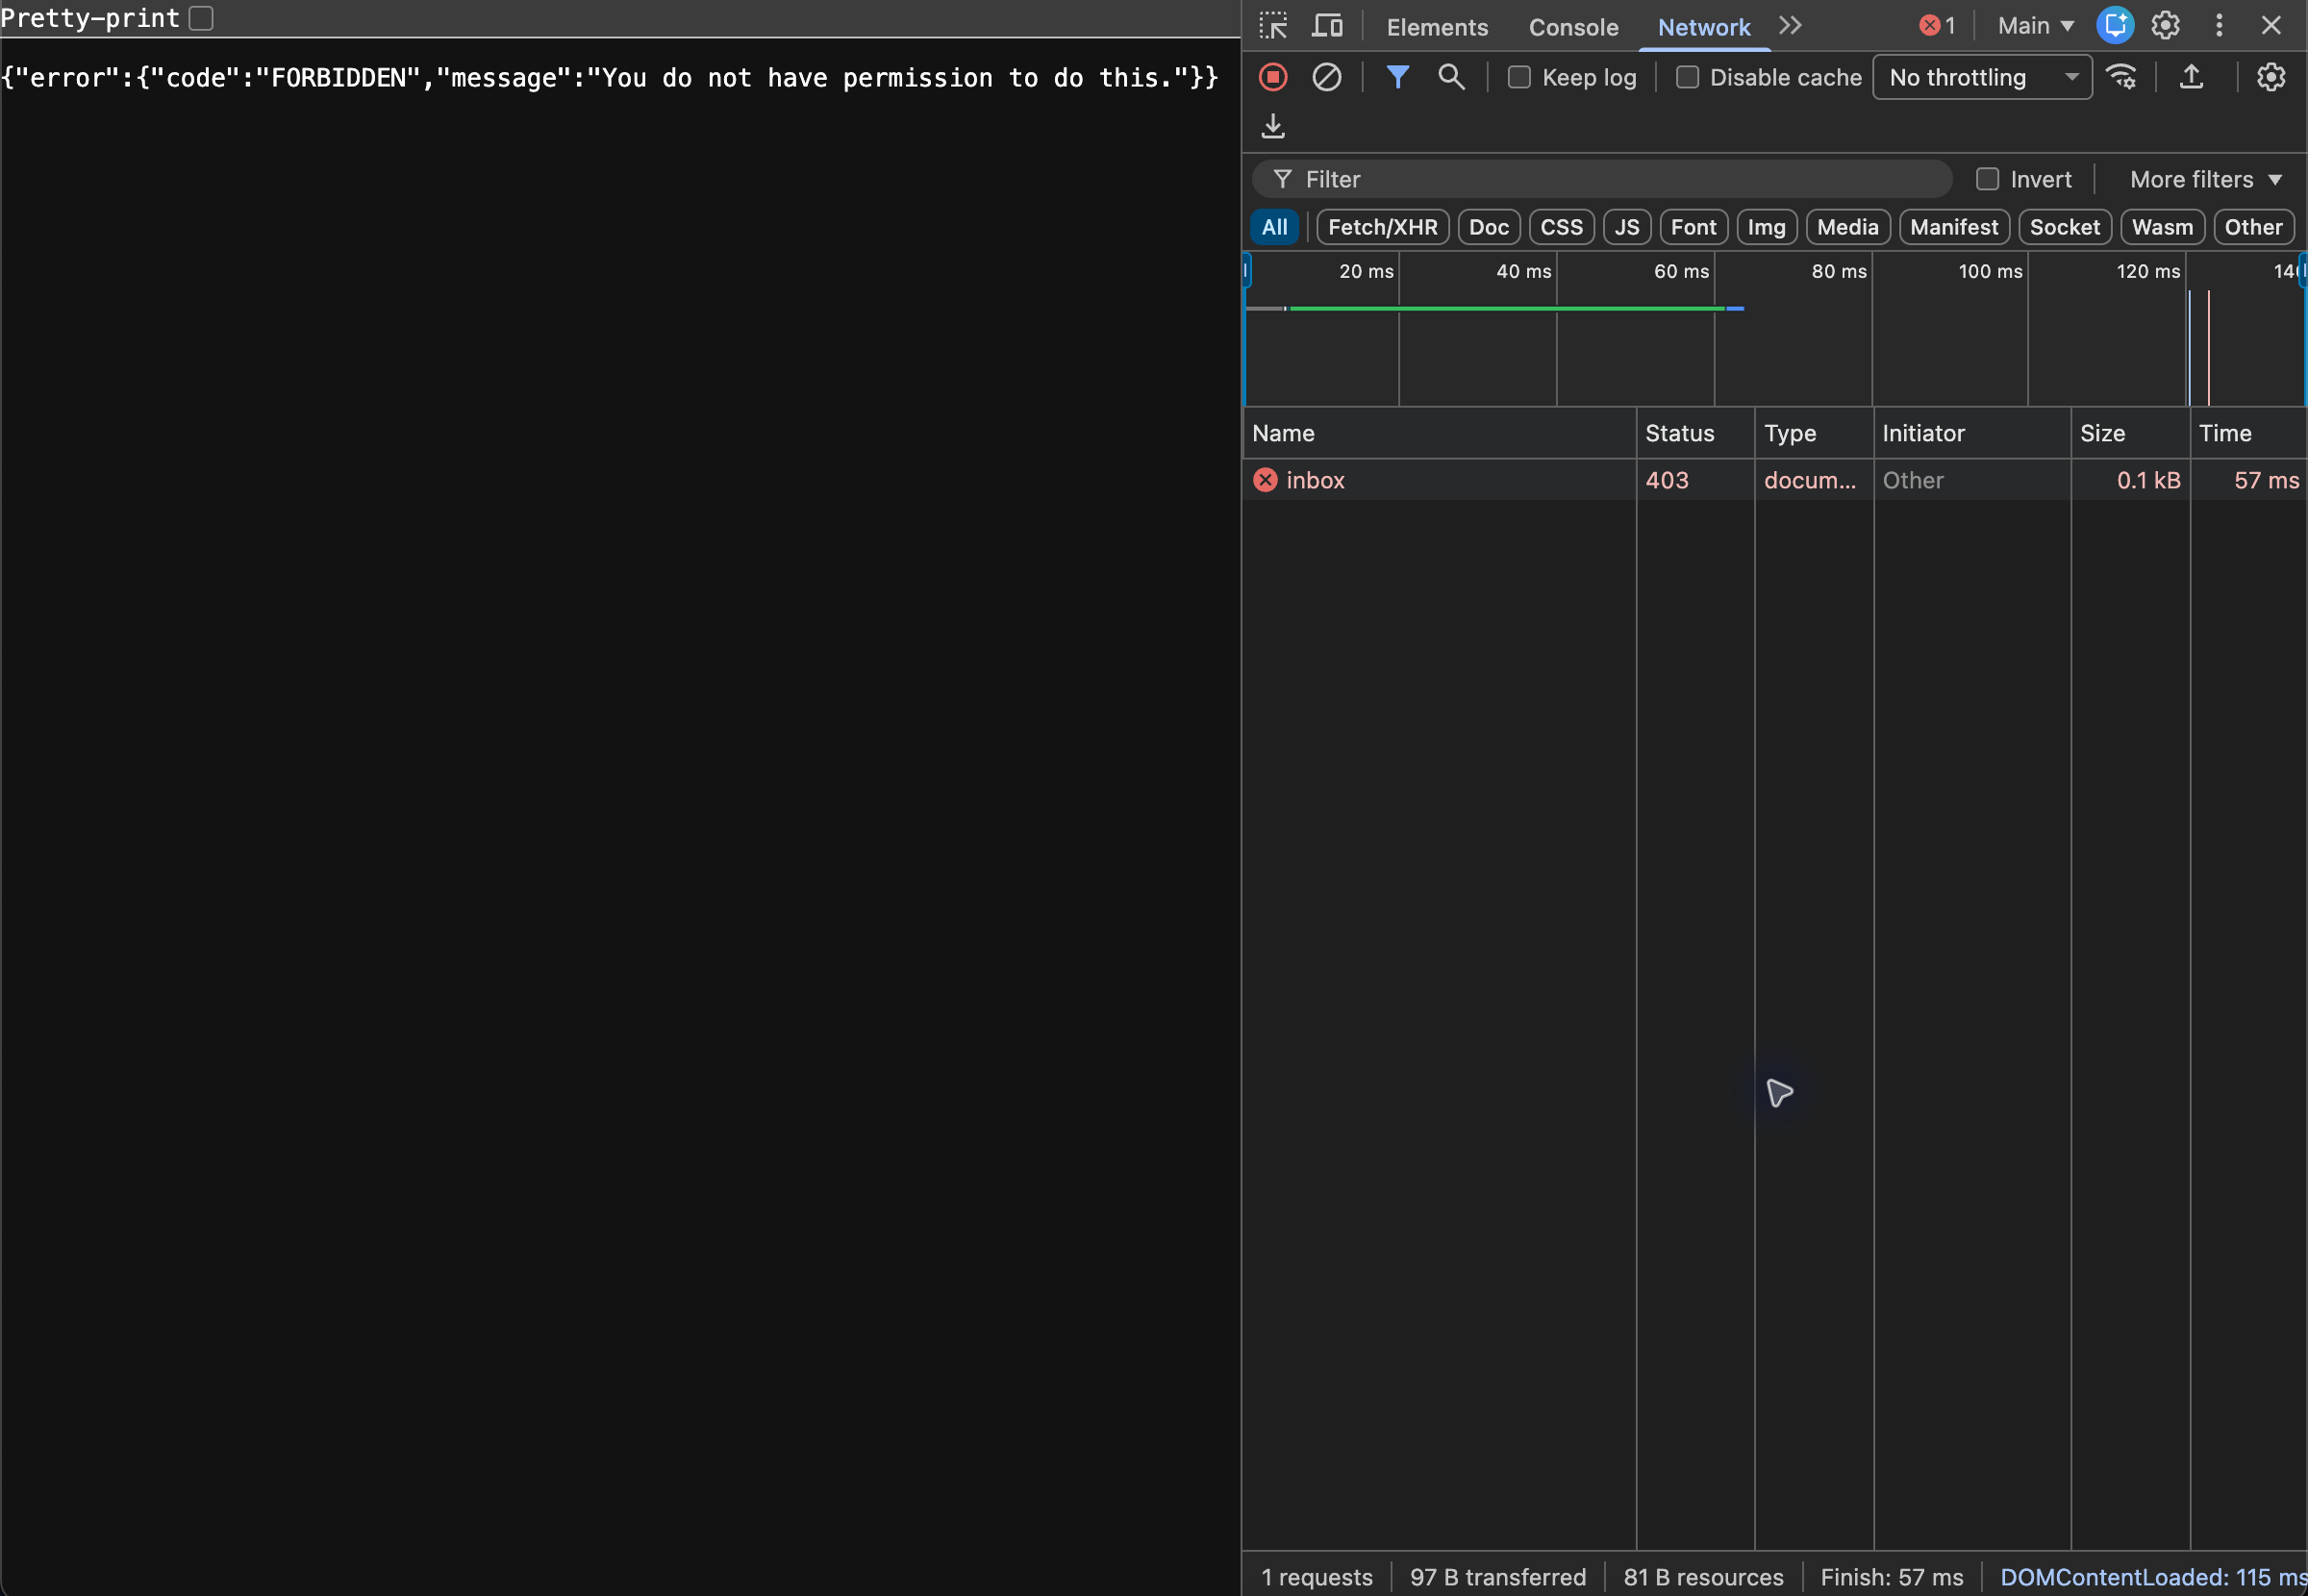 Pretty-print
{"error":{"code":"FORBIDDEN","message":"You do not have permission to do this."}}
Elements Console Network 1 Main
Keep log Disable cache No throttling
Filter Invert More filters
All Fetch/XHR Doc CSS JS Font Img Media Manifest Socket Wasm Other
20 ms 40 ms 60 ms 80 ms 100 ms 120 ms 14
Name Status Type Initiator Size Time
inbox 403 docum... Other 0.1 kB 57 ms
1 requests 97 B transferred 81 B resources Finish: 57 ms DOMContentLoaded: 115 ms